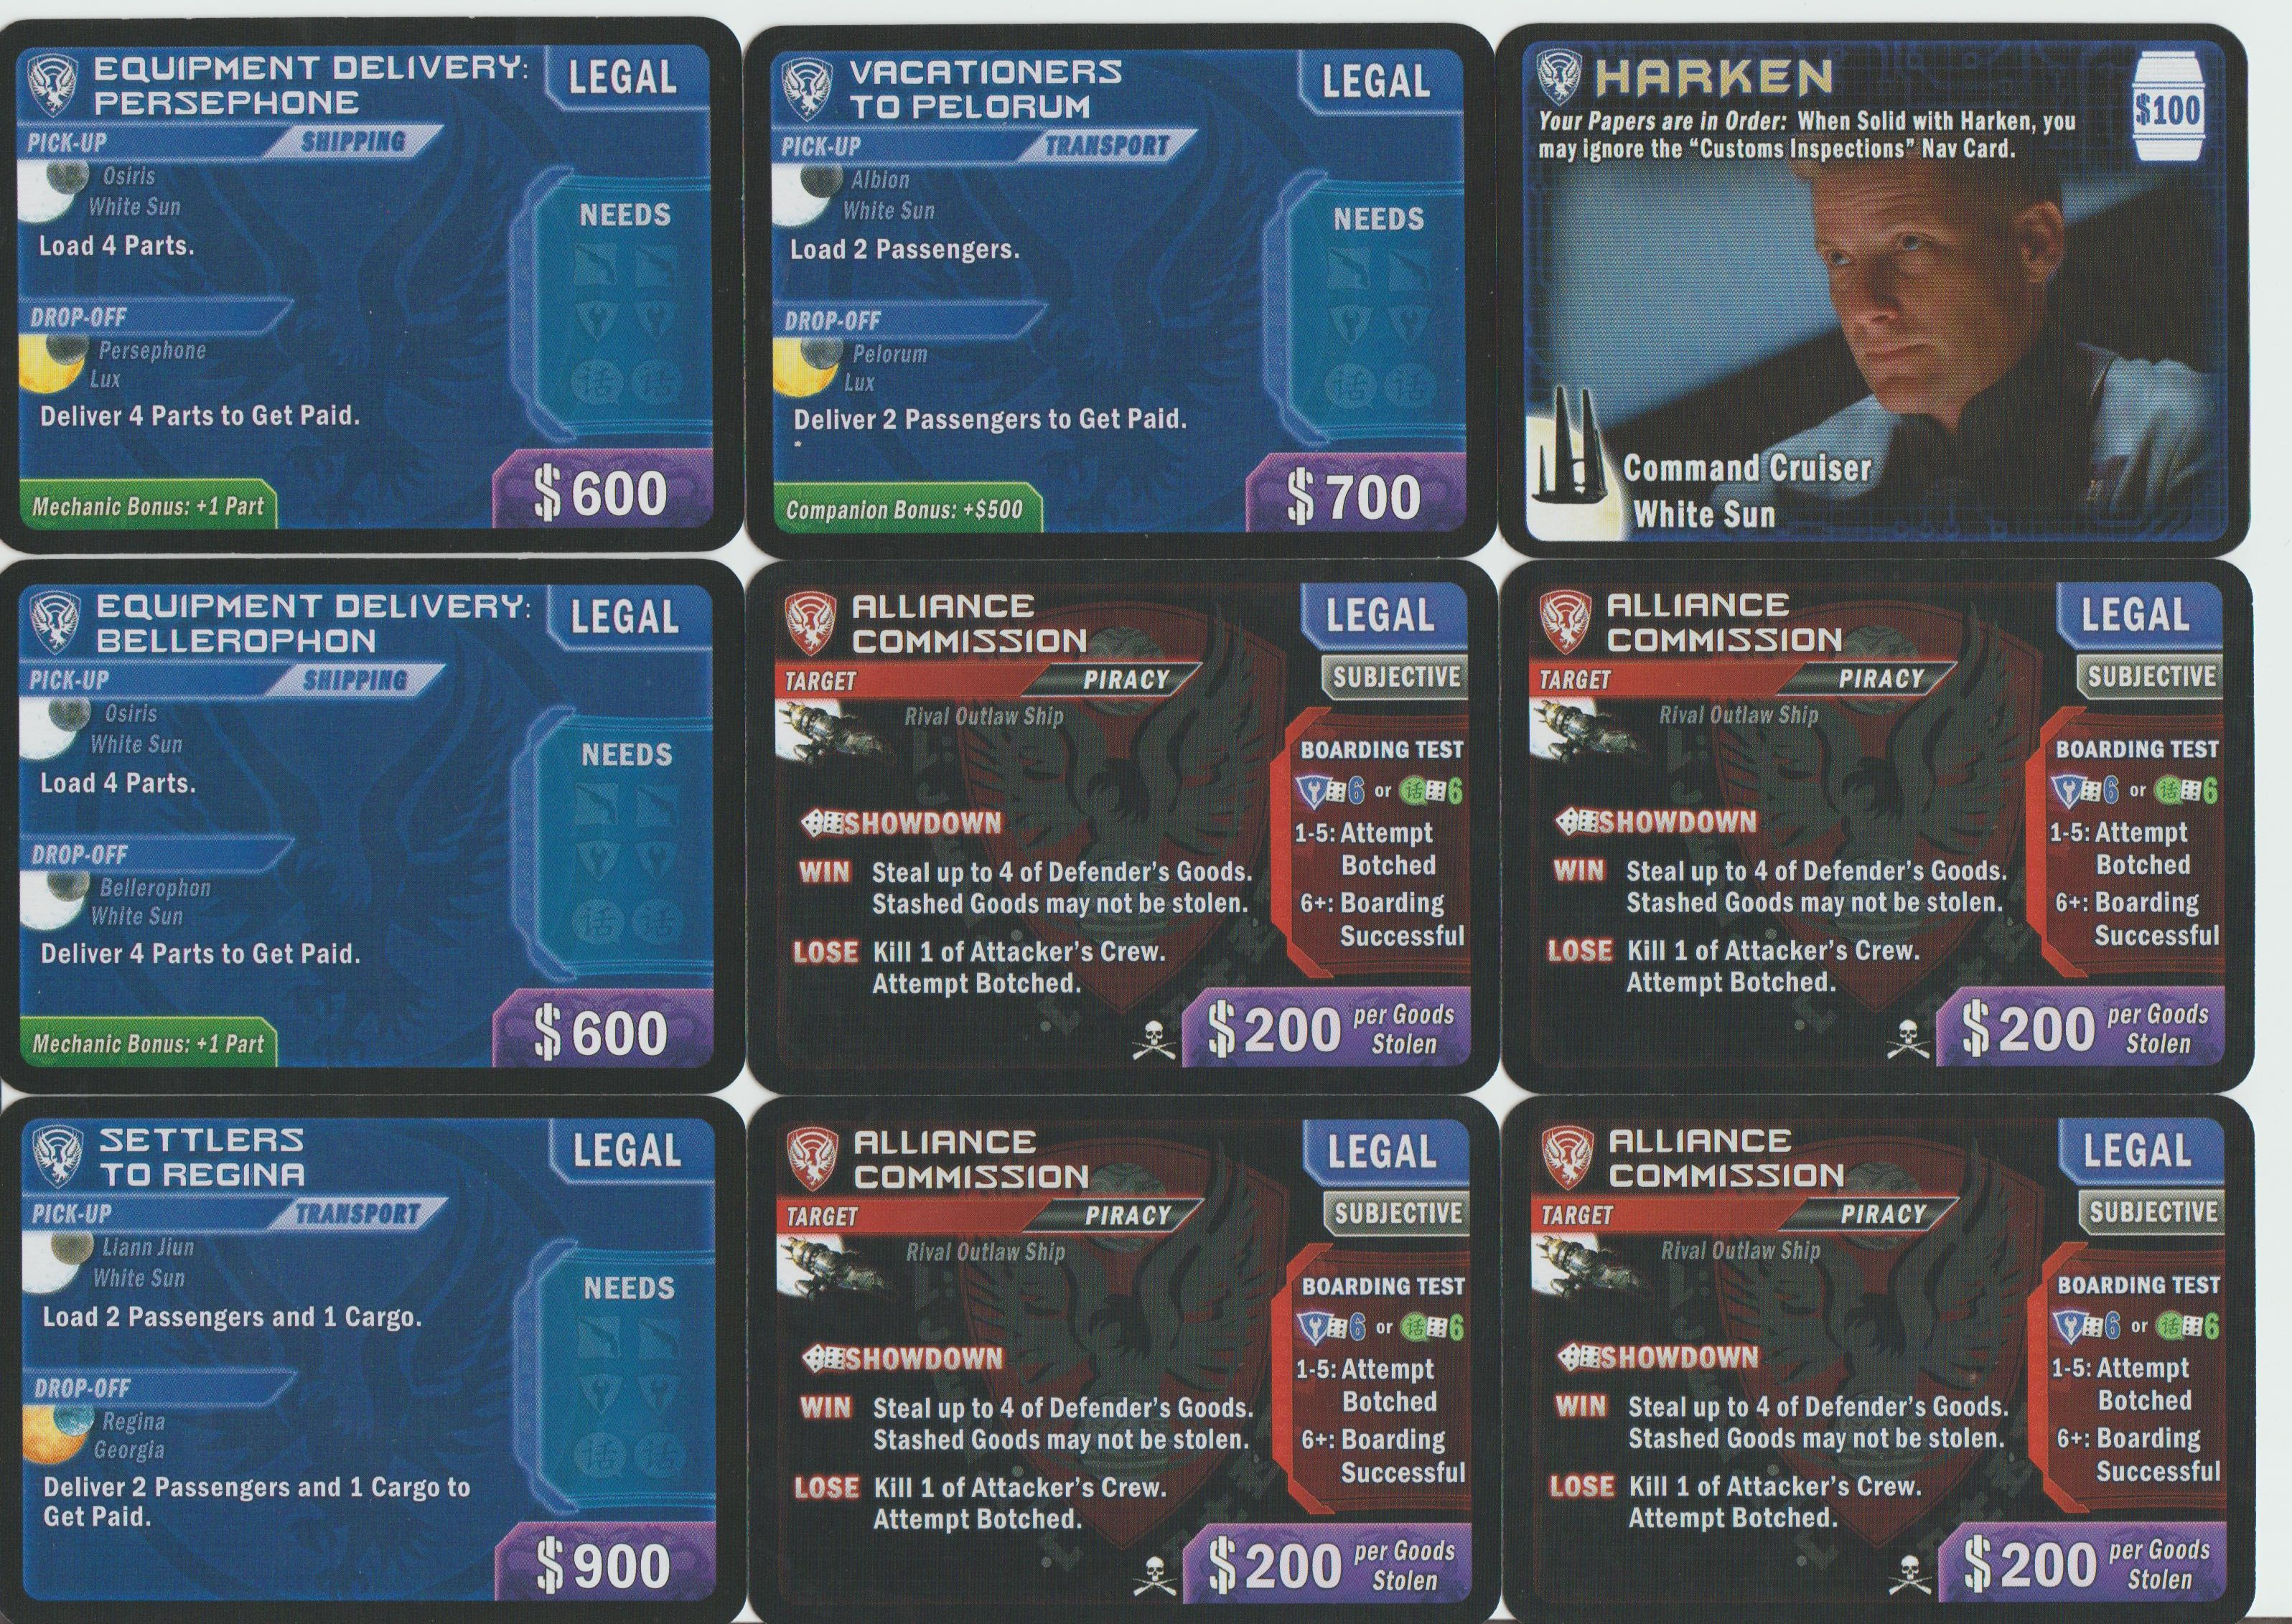 EQUIPMENT DELIVERY:
PERSEPHONE
LEGAL
PICK-UP
SHIPPING
Osiris
White Sun
Load 4 Parts.
NEEDS
话 话
DROP-OFF
Persephone
Lux
Deliver 4 Parts to Get Paid.
Mechanic Bonus: +1 Part
$600
VACATIONERS
TO PELORUM
LEGAL
PICK-UP
TRANSPORT
Albion
White Sun
Load 2 Passengers.
NEEDS
话 话
DROP-OFF
Pelorum
Lux
Deliver 2 Passengers to Get Paid.
Companion Bonus: +$500
$700
HARKEN
$100
Your Papers are in Order: When Solid with Harken, you
may ignore the “Customs Inspections” Nav Card.
Command Cruiser
White Sun
EQUIPMENT DELIVERY:
BELLEROPHON
LEGAL
PICK-UP
SHIPPING
Osiris
White Sun
Load 4 Parts.
NEEDS
话 话
DROP-OFF
Bellerophon
White Sun
Deliver 4 Parts to Get Paid.
Mechanic Bonus: +1 Part
$600
ALLIANCE
COMMISSION
LEGAL
SUBJECTIVE
TARGET
PIRACY
Rival Outlaw Ship
BOARDING TEST
6 or 话 6
1-5: Attempt
Botched
6+: Boarding
Successful
SHOWDOWN
WIN Steal up to 4 of Defender's Goods.
Stashed Goods may not be stolen.
LOSE Kill 1 of Attacker's Crew.
Attempt Botched.
$200 per Goods
Stolen
ALLIANCE
COMMISSION
LEGAL
SUBJECTIVE
TARGET
PIRACY
Rival Outlaw Ship
BOARDING TEST
6 or 话 6
1-5: Attempt
Botched
6+: Boarding
Successful
SHOWDOWN
WIN Steal up to 4 of Defender's Goods.
Stashed Goods may not be stolen.
LOSE Kill 1 of Attacker's Crew.
Attempt Botched.
$200 per Goods
Stolen
SETTLERS
TO REGINA
LEGAL
PICK-UP
TRANSPORT
Liann Jiun
White Sun
Load 2 Passengers and 1 Cargo.
NEEDS
话 话
DROP-OFF
Regina
Georgia
Deliver 2 Passengers and 1 Cargo to
Get Paid.
$900
ALLIANCE
COMMISSION
LEGAL
SUBJECTIVE
TARGET
PIRACY
Rival Outlaw Ship
BOARDING TEST
6 or 话 6
1-5: Attempt
Botched
6+: Boarding
Successful
SHOWDOWN
WIN Steal up to 4 of Defender's Goods.
Stashed Goods may not be stolen.
LOSE Kill 1 of Attacker's Crew.
Attempt Botched.
$200 per Goods
Stolen
ALLIANCE
COMMISSION
LEGAL
SUBJECTIVE
TARGET
PIRACY
Rival Outlaw Ship
BOARDING TEST
6 or 话 6
1-5: Attempt
Botched
6+: Boarding
Successful
SHOWDOWN
WIN Steal up to 4 of Defender's Goods.
Stashed Goods may not be stolen.
LOSE Kill 1 of Attacker's Crew.
Attempt Botched.
$200 per Goods
Stolen